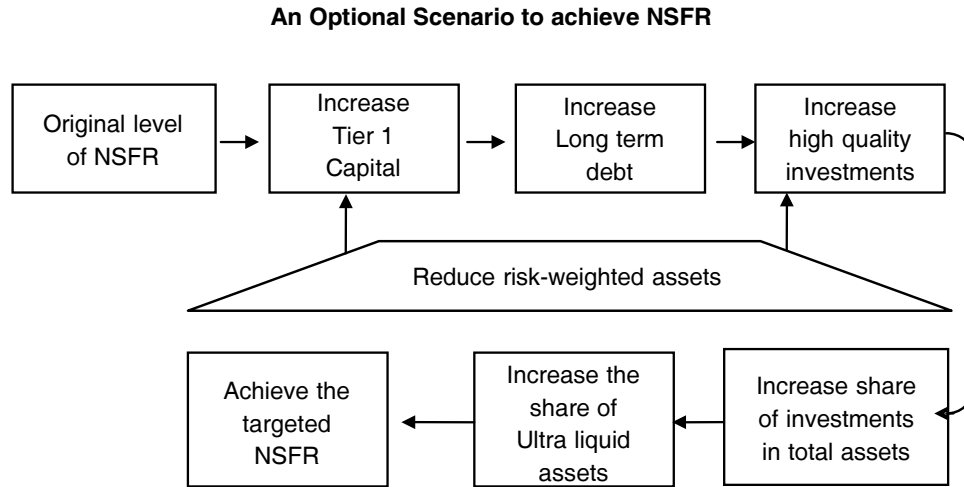 An Optional Scenario to achieve NSFR
Original level
of NSFR
Increase
Tier 1
Capital
Increase
Long term
debt
Increase
high quality
investments
Reduce risk-weighted assets
Achieve the
targeted
NSFR
Increase the
share of
Ultra liquid
assets
Increase share
of investments
in total assets